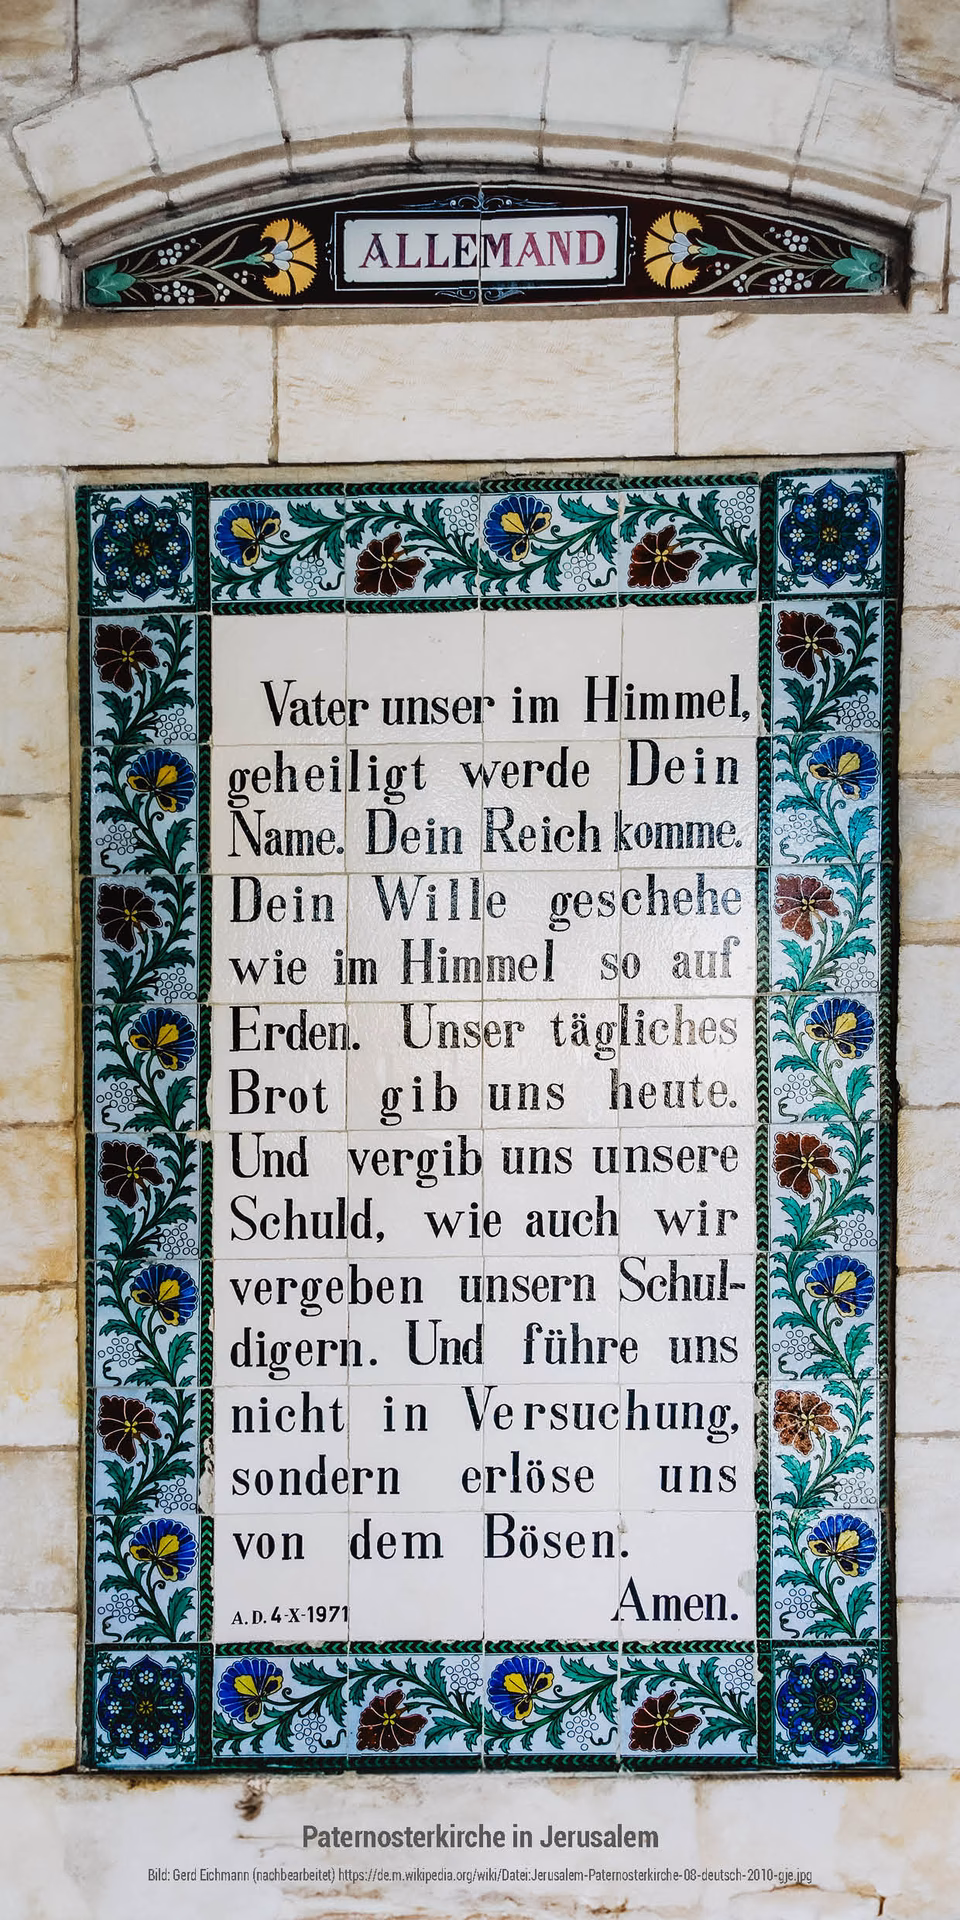 ALLEMAND
Vater unser im Himmel,
geheiligt werde Dein
Name. Dein Reich komme.
Dein Wille geschehe
wie im Himmel so auf
Erden. Unser tägliches
Brot gib uns heute.
Und vergib uns unsere
Schuld, wie auch wir
vergeben unsern Schul-
digern. Und führe uns
nicht in Versuchung,
sondern erlöse uns
von dem Bösen.
Amen.
A.D. 4-X-1971
Paternosterkirche in Jerusalem
Bild: Gerd Eichmann (nachbearbeitet) https://de.m.wikipedia.org/wiki/Datei:Jerusalem-Paternosterkirche-08-deutsch-2010-gje.jpg